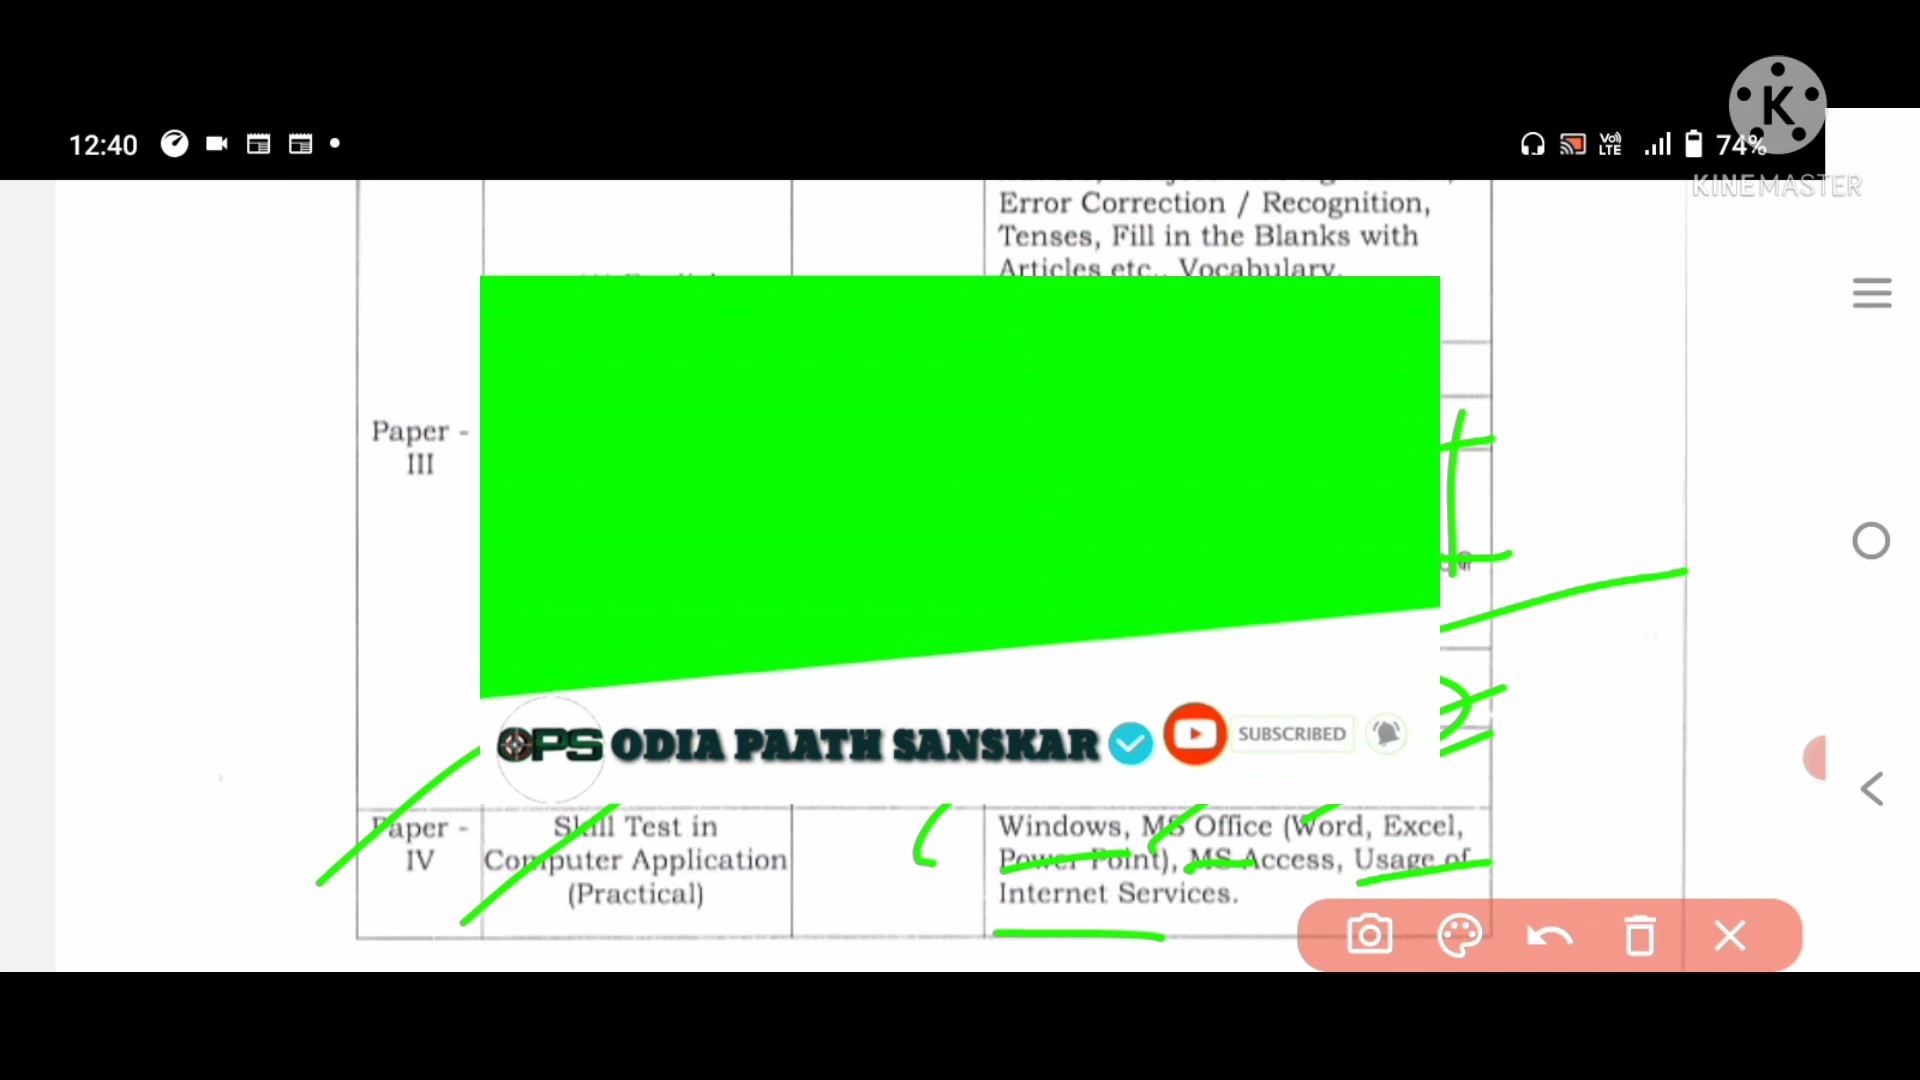 12:40
Vo)
LTE
74%
K
KINEMASTER
Error Correction / Recognition,
Tenses, Fill in the Blanks with
Articles etc., Vocabulary.
Paper -
III
OPS ODIA PAATH SANSKAR
SUBSCRIBED
Paper -
IV
Skill Test in
Computer Application
(Practical)
Windows, MS Office (Word, Excel,
Power Point), MS Access, Usage of
Internet Services.